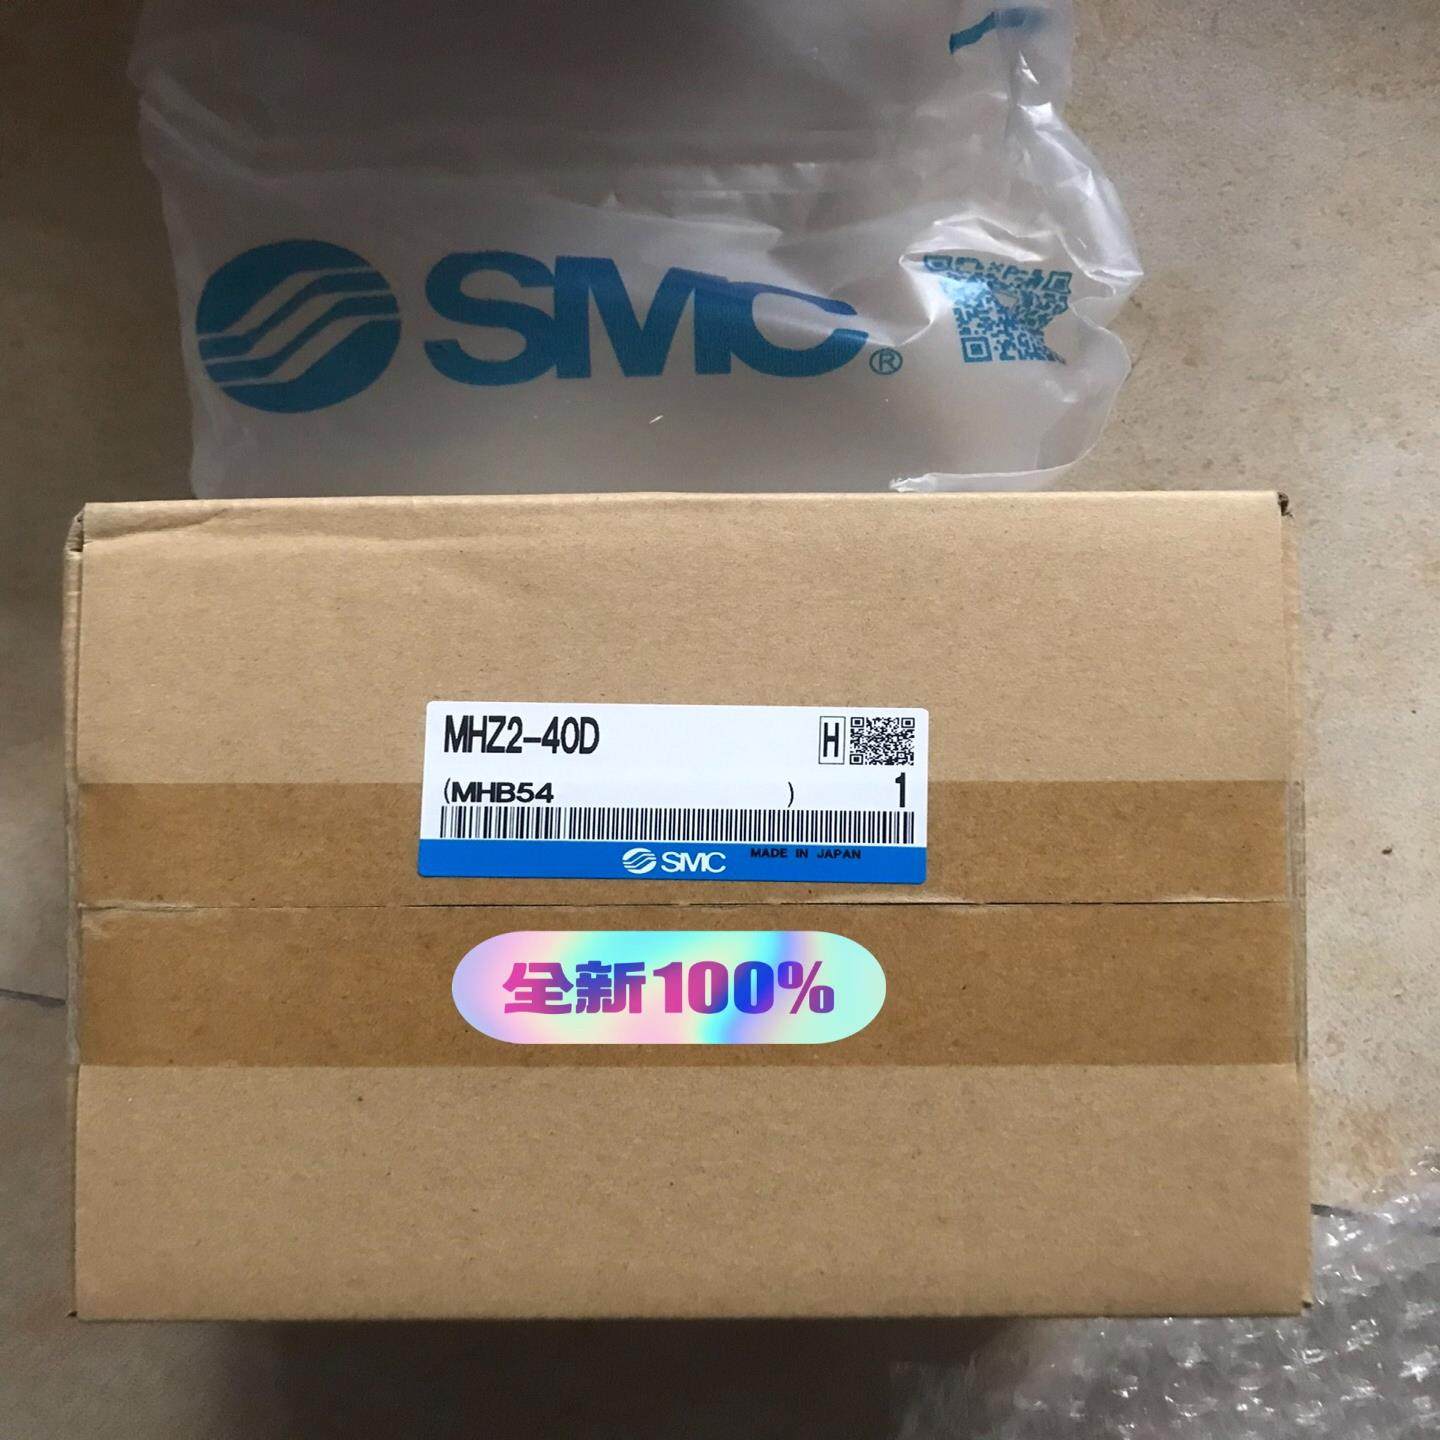 SMC®
MHZ2-40D
H
(MHB54 )
1
SMC
MADE IN JAPAN
全新100%